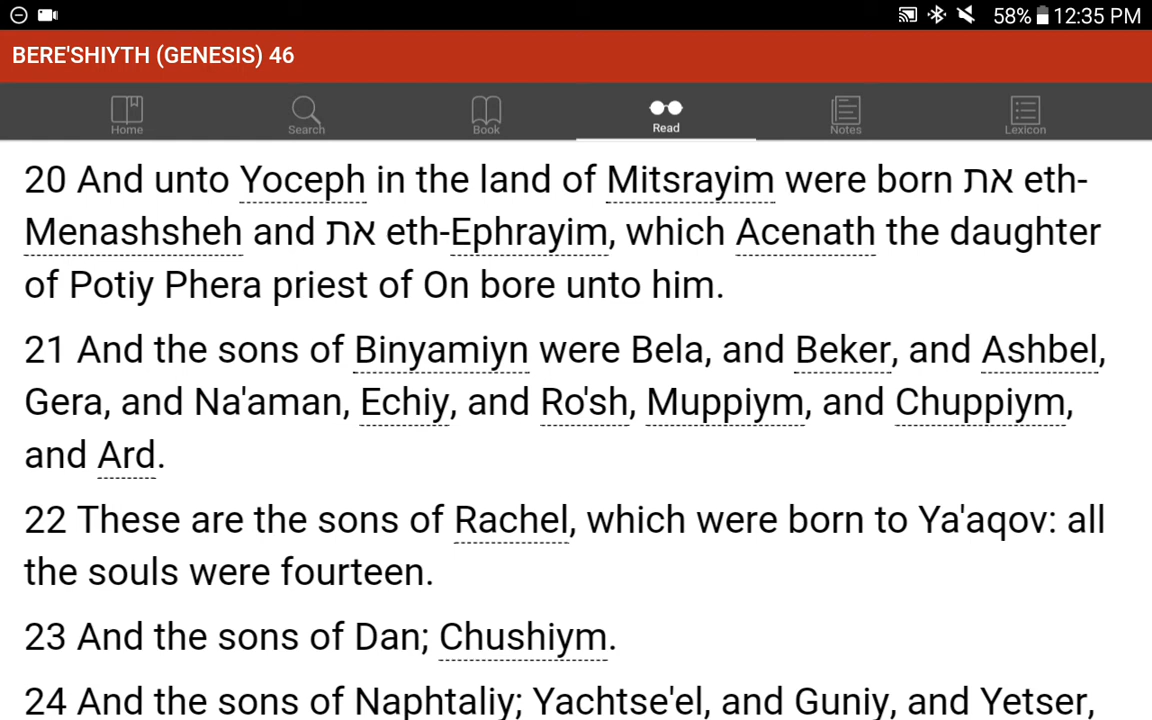 58% 12:35 PM
BERE'SHIYTH (GENESIS) 46
Home Search Book Read Notes Lexicon
20 And unto Yoceph in the land of Mitsrayim were born את eth-
Menashsheh and את eth-Ephrayim, which Acenath the daughter
of Potiy Phera priest of On bore unto him.
21 And the sons of Binyamiyn were Bela, and Beker, and Ashbel,
Gera, and Na'aman, Echiy, and Ro'sh, Muppiym, and Chuppiym,
and Ard.
22 These are the sons of Rachel, which were born to Ya'aqov: all
the souls were fourteen.
23 And the sons of Dan; Chushiym.
24 And the sons of Naphtaliy; Yachtse'el, and Guniy, and Yetser,